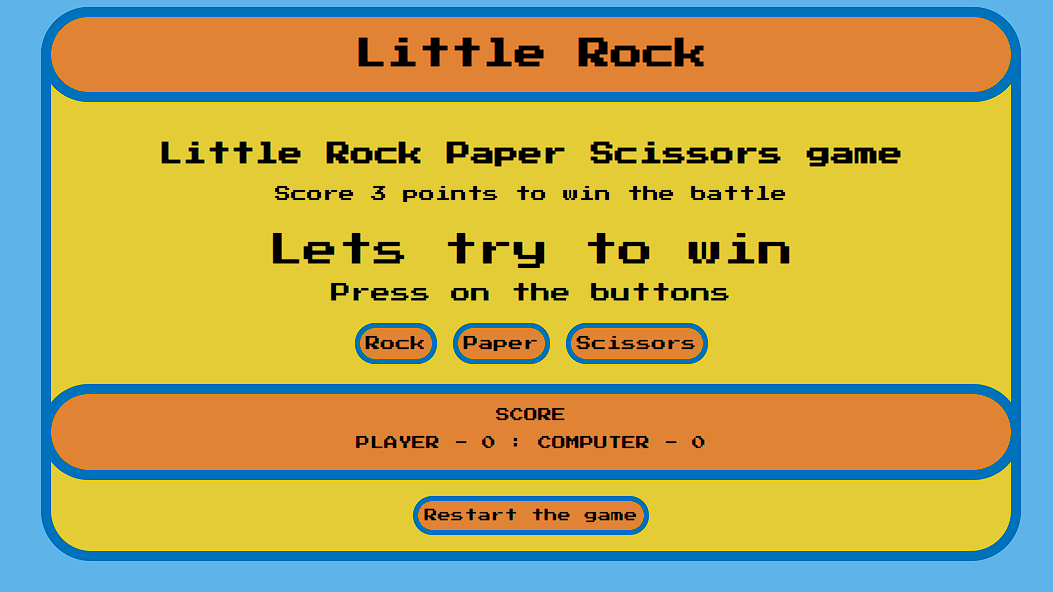 Little Rock
Little Rock Paper Scissors game
Score 3 points to win the battle
Lets try to win
Press on the buttons
Rock Paper Scissors
SCORE
PLAYER - 0 : COMPUTER - 0
Restart the game